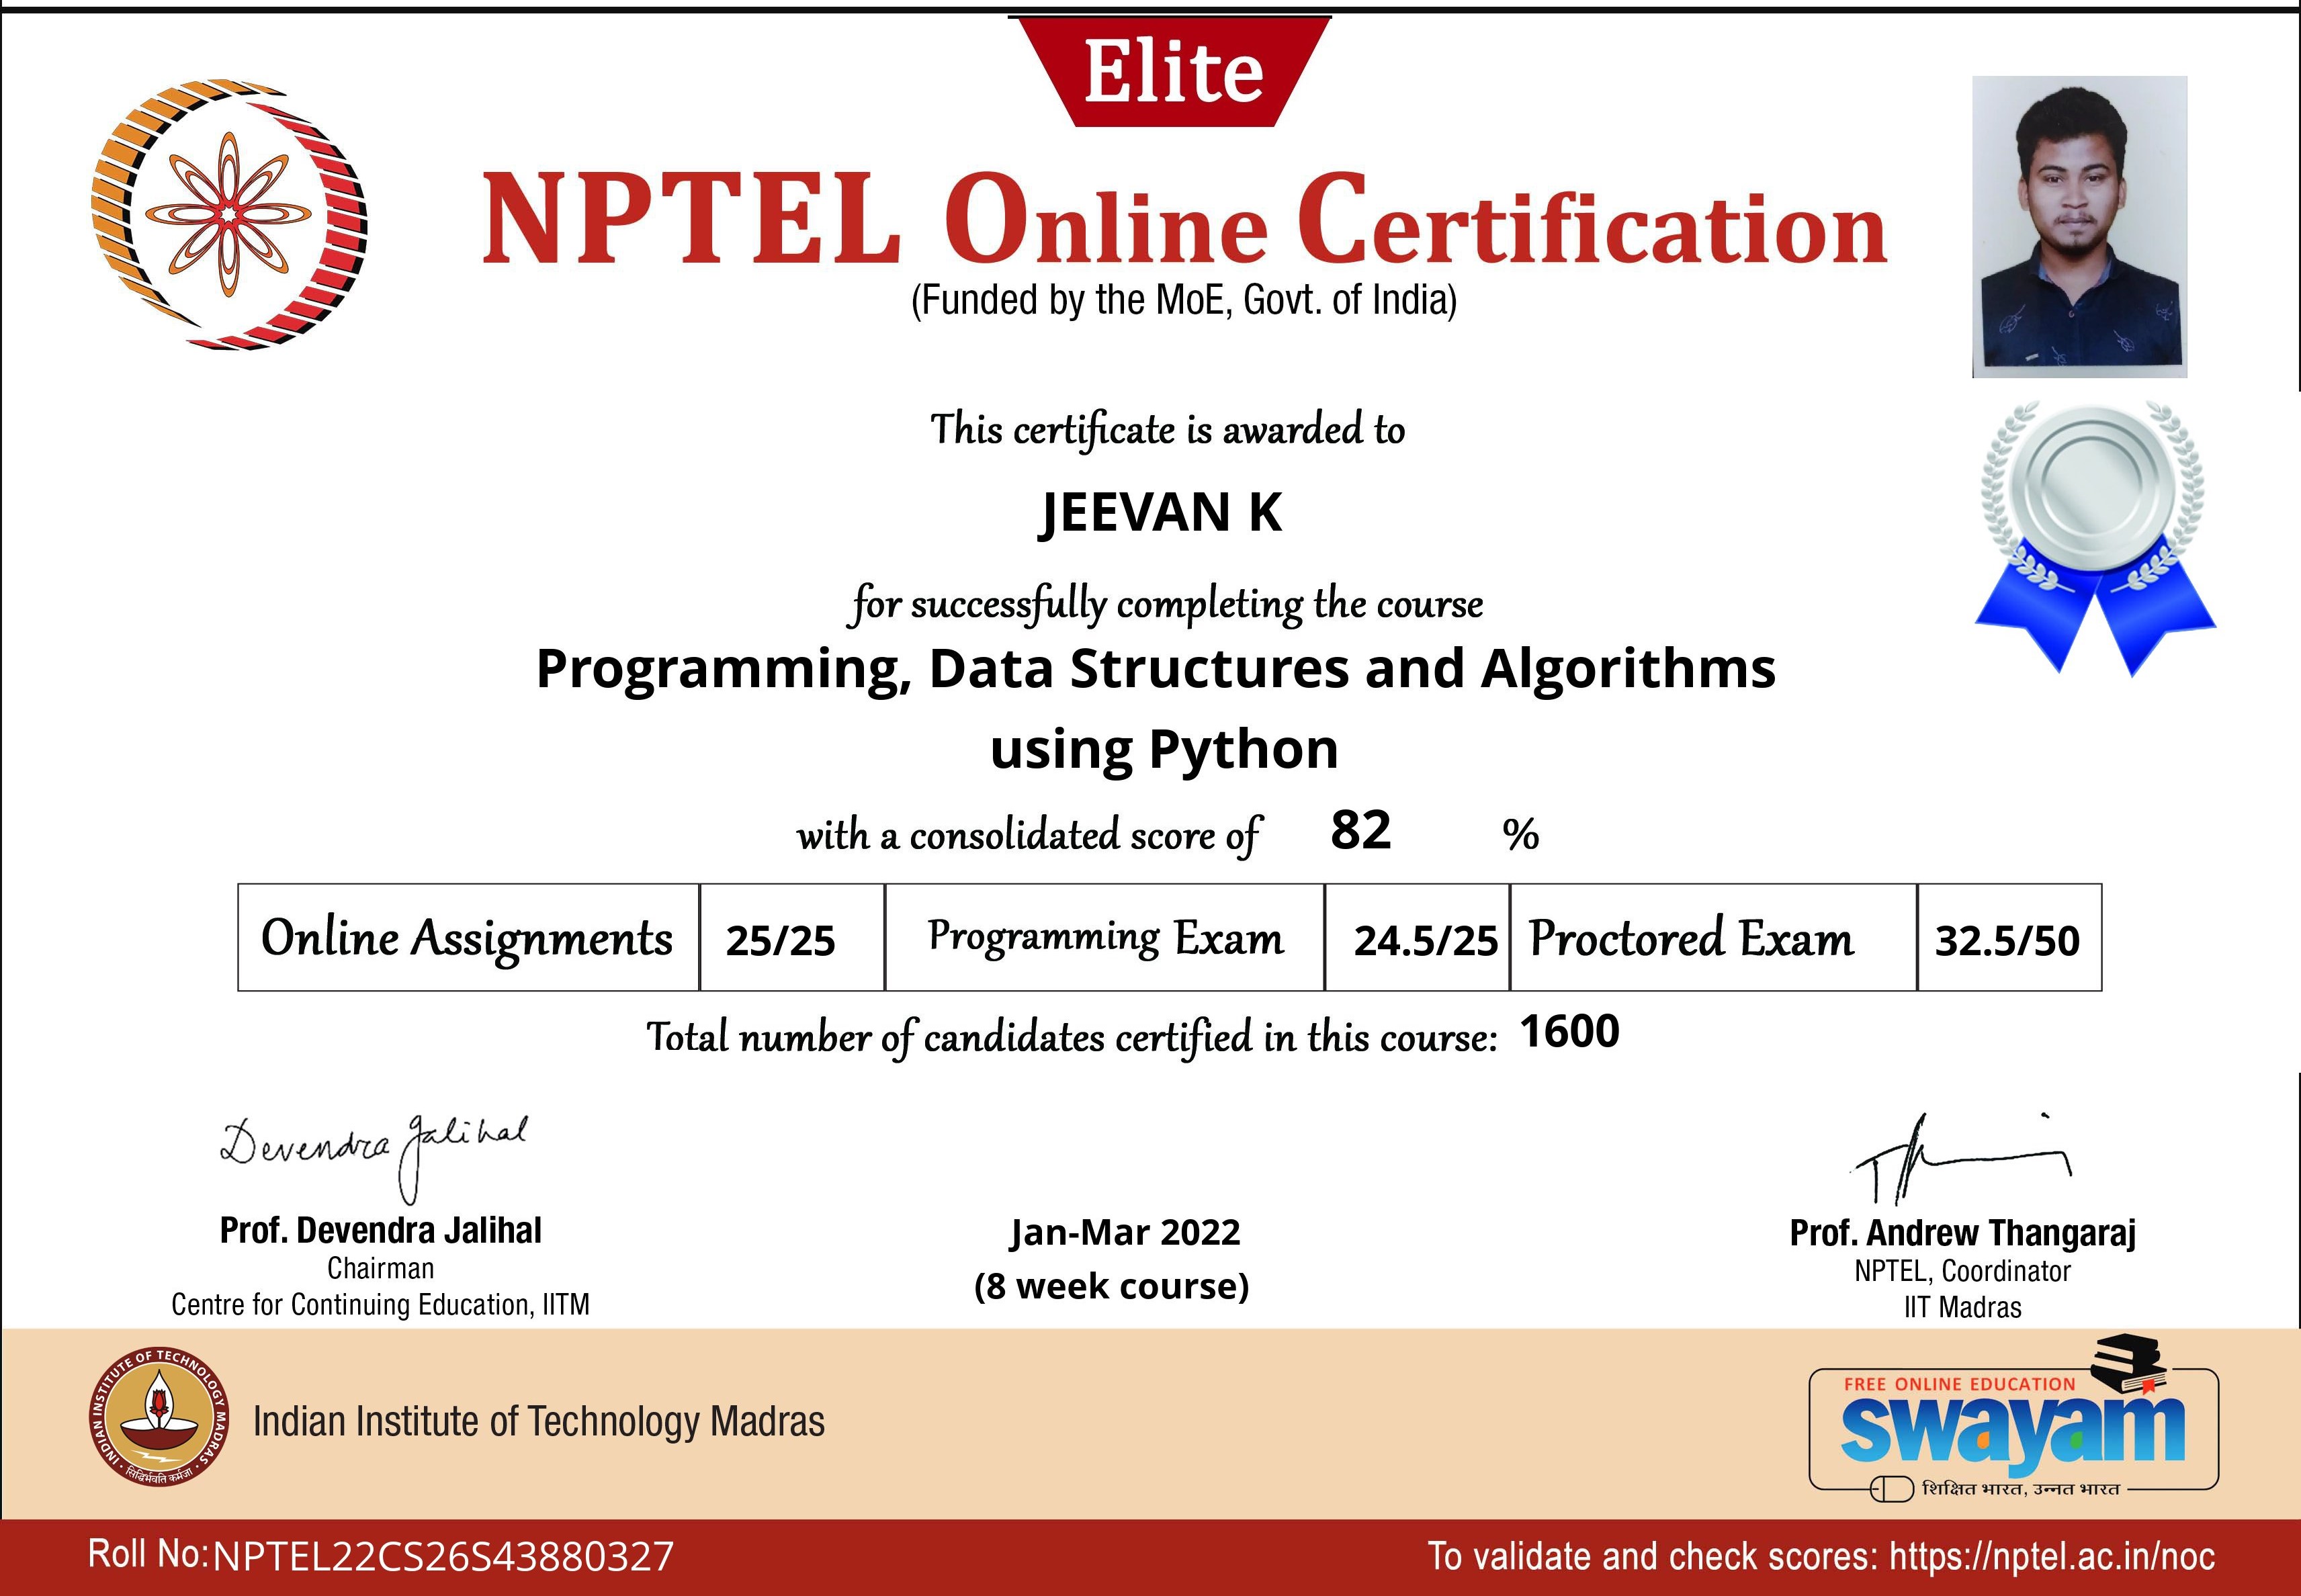 Elite
NPTEL Online Certification
(Funded by the MoE, Govt. of India)
This certificate is awarded to
JEEVAN K
for successfully completing the course
Programming, Data Structures and Algorithms
using Python
with a consolidated score of 82 %
Online Assignments 25/25 Programming Exam 24.5/25 Proctored Exam 32.5/50
Total number of candidates certified in this course: 1600
Devendra Jalihal
Prof. Devendra Jalihal
Chairman
Centre for Continuing Education, IITM
Jan-Mar 2022
(8 week course)
Prof. Andrew Thangaraj
NPTEL, Coordinator
IIT Madras
INDIAN INSTITUTE OF TECHNOLOGY MADRAS
सिद्धिर्भवति कर्मजा
Indian Institute of Technology Madras
FREE ONLINE EDUCATION
swayam
शिक्षित भारत, उन्नत भारत
Roll No: NPTEL22CS26S43880327
To validate and check scores: https://nptel.ac.in/noc